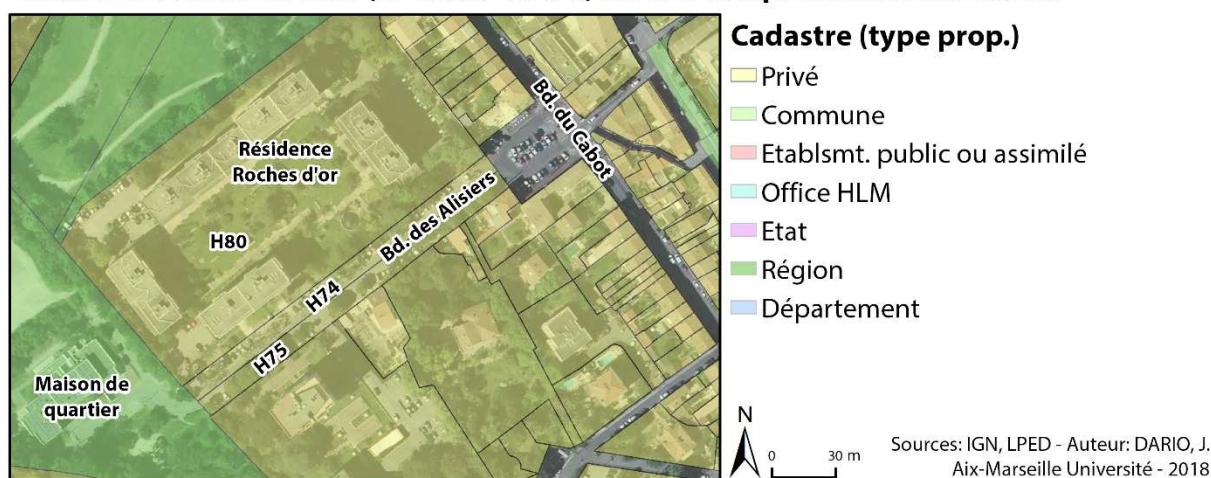 Cadastre (type prop.)
Privé
Commune
Etablsmt. public ou assimilé
Office HLM
Etat
Région
Département
Bd. du Cabot
Résidence
Roches d'or
Bd. des Alisiers
H80
H74
H75
Maison de
quartier
N
0 30 m
Sources: IGN, LPED - Auteur: DARIO, J.
Aix-Marseille Université - 2018